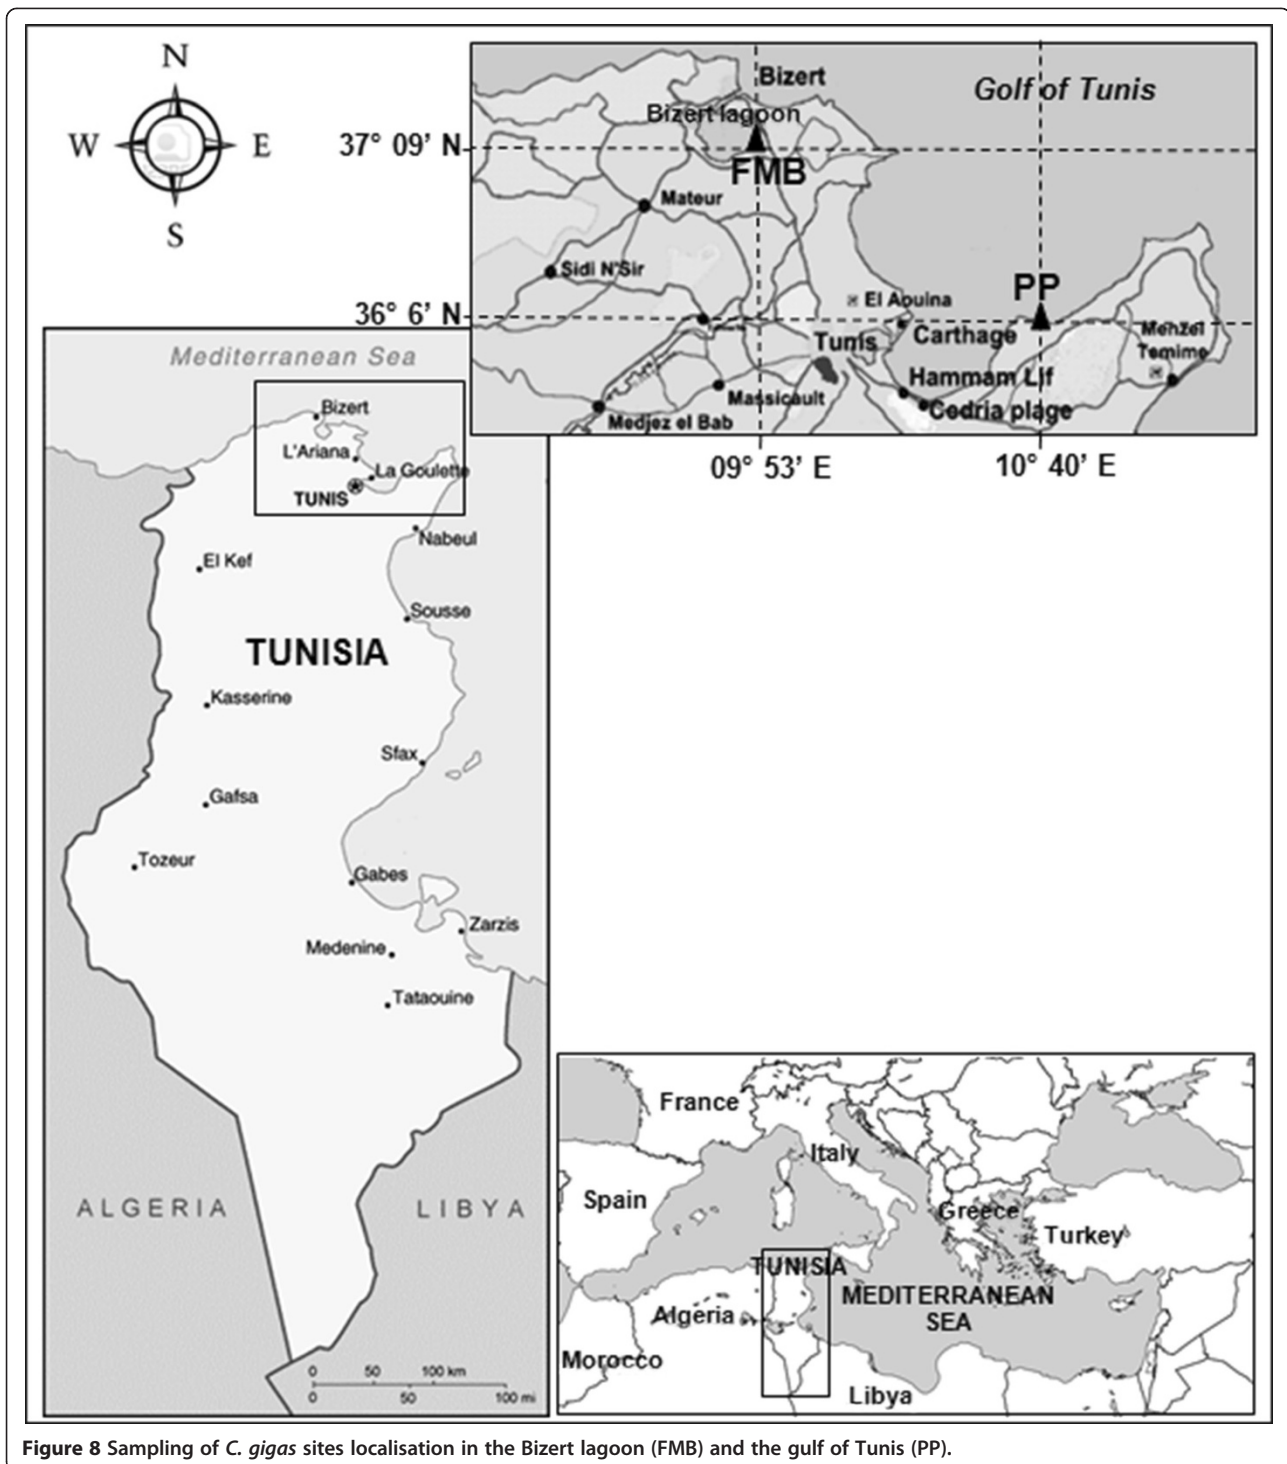 N
W
E
S
Bizert
Golf of Tunis
Bizert lagoon
37° 09' N
FMB
Mateur
Sidi N'Sir
El Aouina
PP
36° 6' N
Carthage
Menzel
Temime
Tunis
Hammam Lif
Massicault
Cedria plage
Medjez el Bab
09° 53' E
10° 40' E
Mediterranean Sea
Bizert
L'Ariana
La Goulette
TUNIS
Nabeul
El Kef
Sousse
TUNISIA
Kasserine
Sfax
Gafsa
Tozeur
Gabes
Zarzis
Medenine
Tataouine
ALGERIA
LIBYA
0 50 100 km
0 50 100 mi
France
Italy
Spain
Greece
Turkey
TUNISIA
MEDITERRANEAN
SEA
Algeria
Morocco
Libya
Figure 8 Sampling of C. gigas sites localisation in the Bizert lagoon (FMB) and the gulf of Tunis (PP).